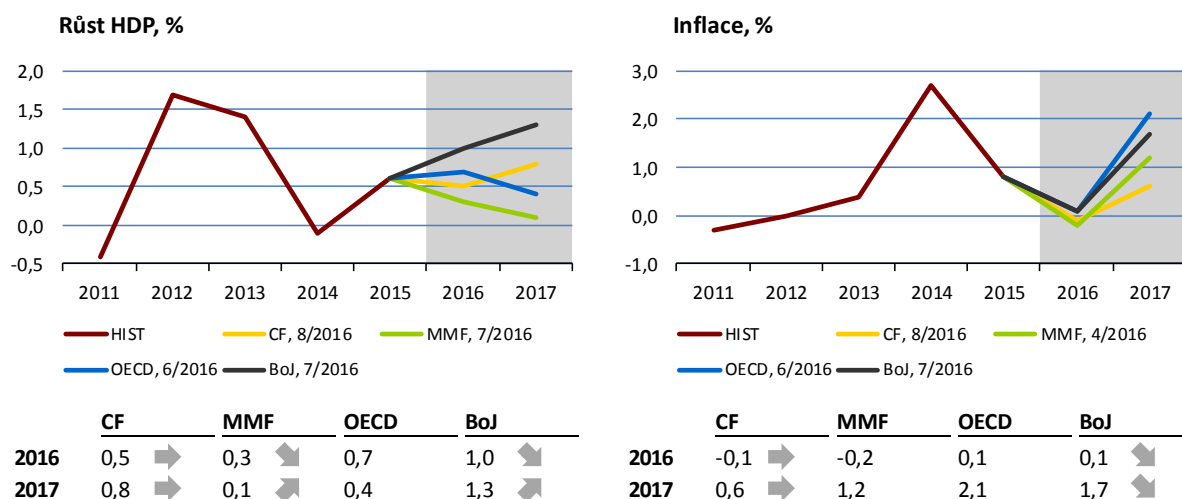 Růst HDP, %
2,0
1,5
1,0
0,5
0,0
-0,5
2011 2012 2013 2014 2015 2016 2017
HIST CF, 8/2016 MMF, 7/2016
OECD, 6/2016 BoJ, 7/2016
CF MMF OECD BoJ
2016 0,5 0,3 0,7 1,0
2017 0,8 0,1 0,4 1,3
Inflace, %
3,0
2,0
1,0
0,0
-1,0
2011 2012 2013 2014 2015 2016 2017
HIST CF, 8/2016 MMF, 4/2016
OECD, 6/2016 BoJ, 7/2016
CF MMF OECD BoJ
2016 -0,1 -0,2 0,1 0,1
2017 0,6 1,2 2,1 1,7